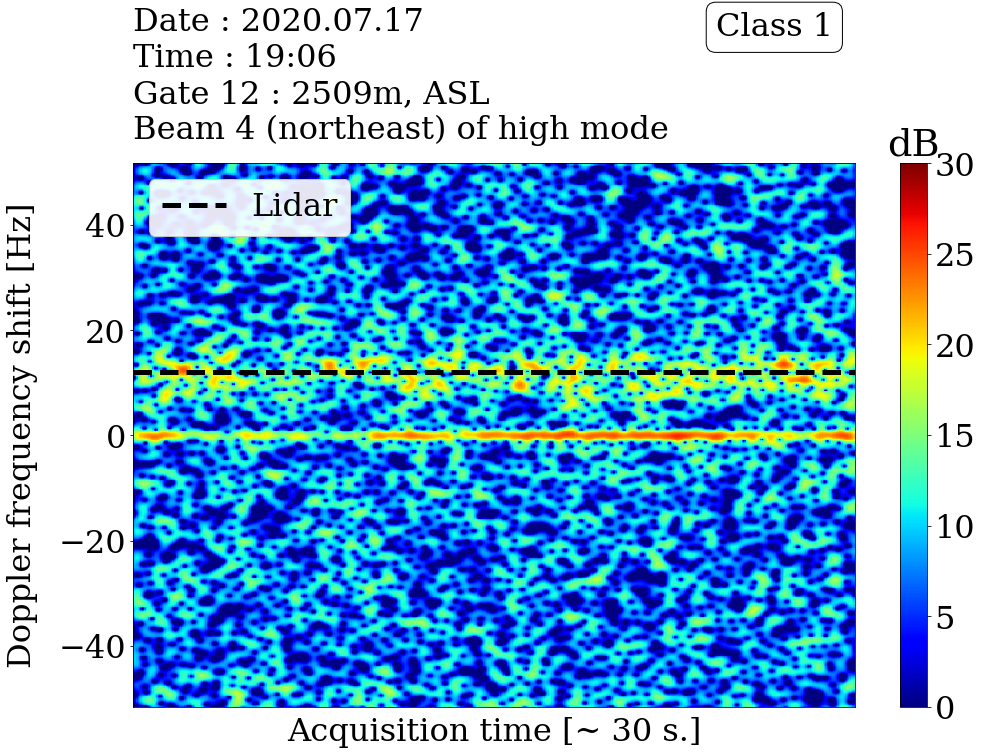 Date : 2020.07.17
Time : 19:06
Gate 12 : 2509m, ASL
Beam 4 (northeast) of high mode
Class 1
dB
Lidar
Doppler frequency shift [Hz]
40
20
0
−20
−40
Acquisition time [~ 30 s.]
30
25
20
15
10
5
0